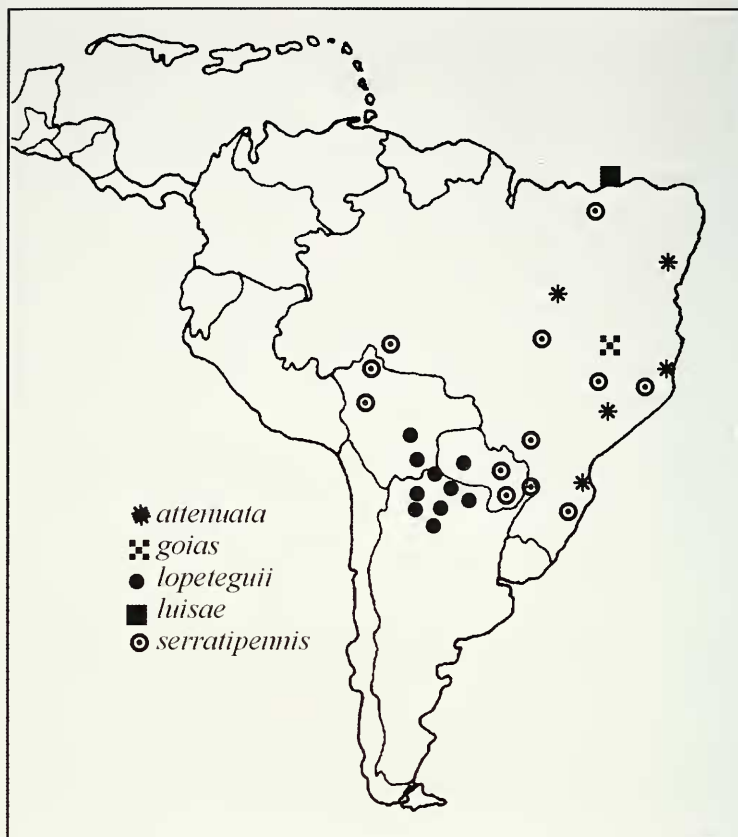 attenuata
goias
lopeteguii
luisae
serratipennis